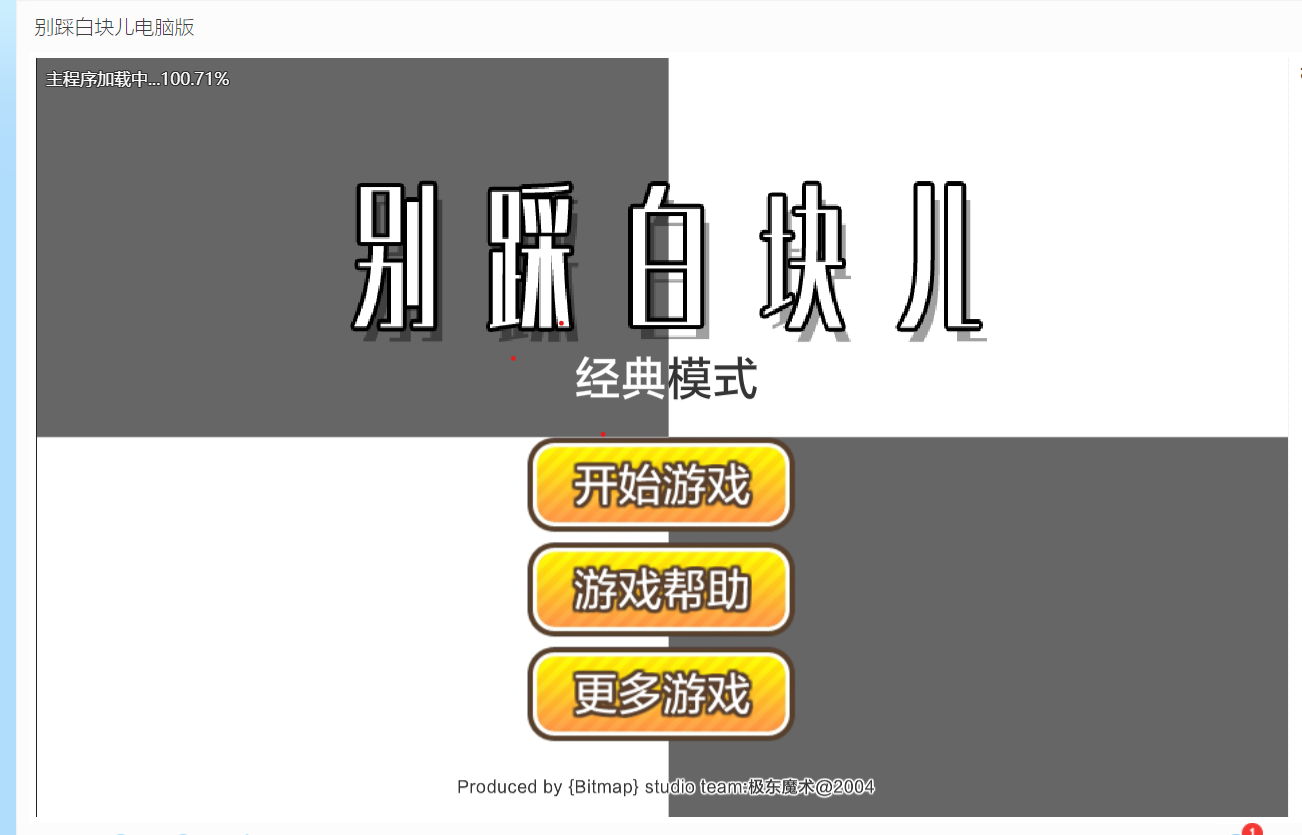 别踩白块儿电脑版
主程序加载中...100.71%
别踩白块儿
经典模式
开始游戏
游戏帮助
更多游戏
Produced by {Bitmap} studio team:极东魔术@2004
1